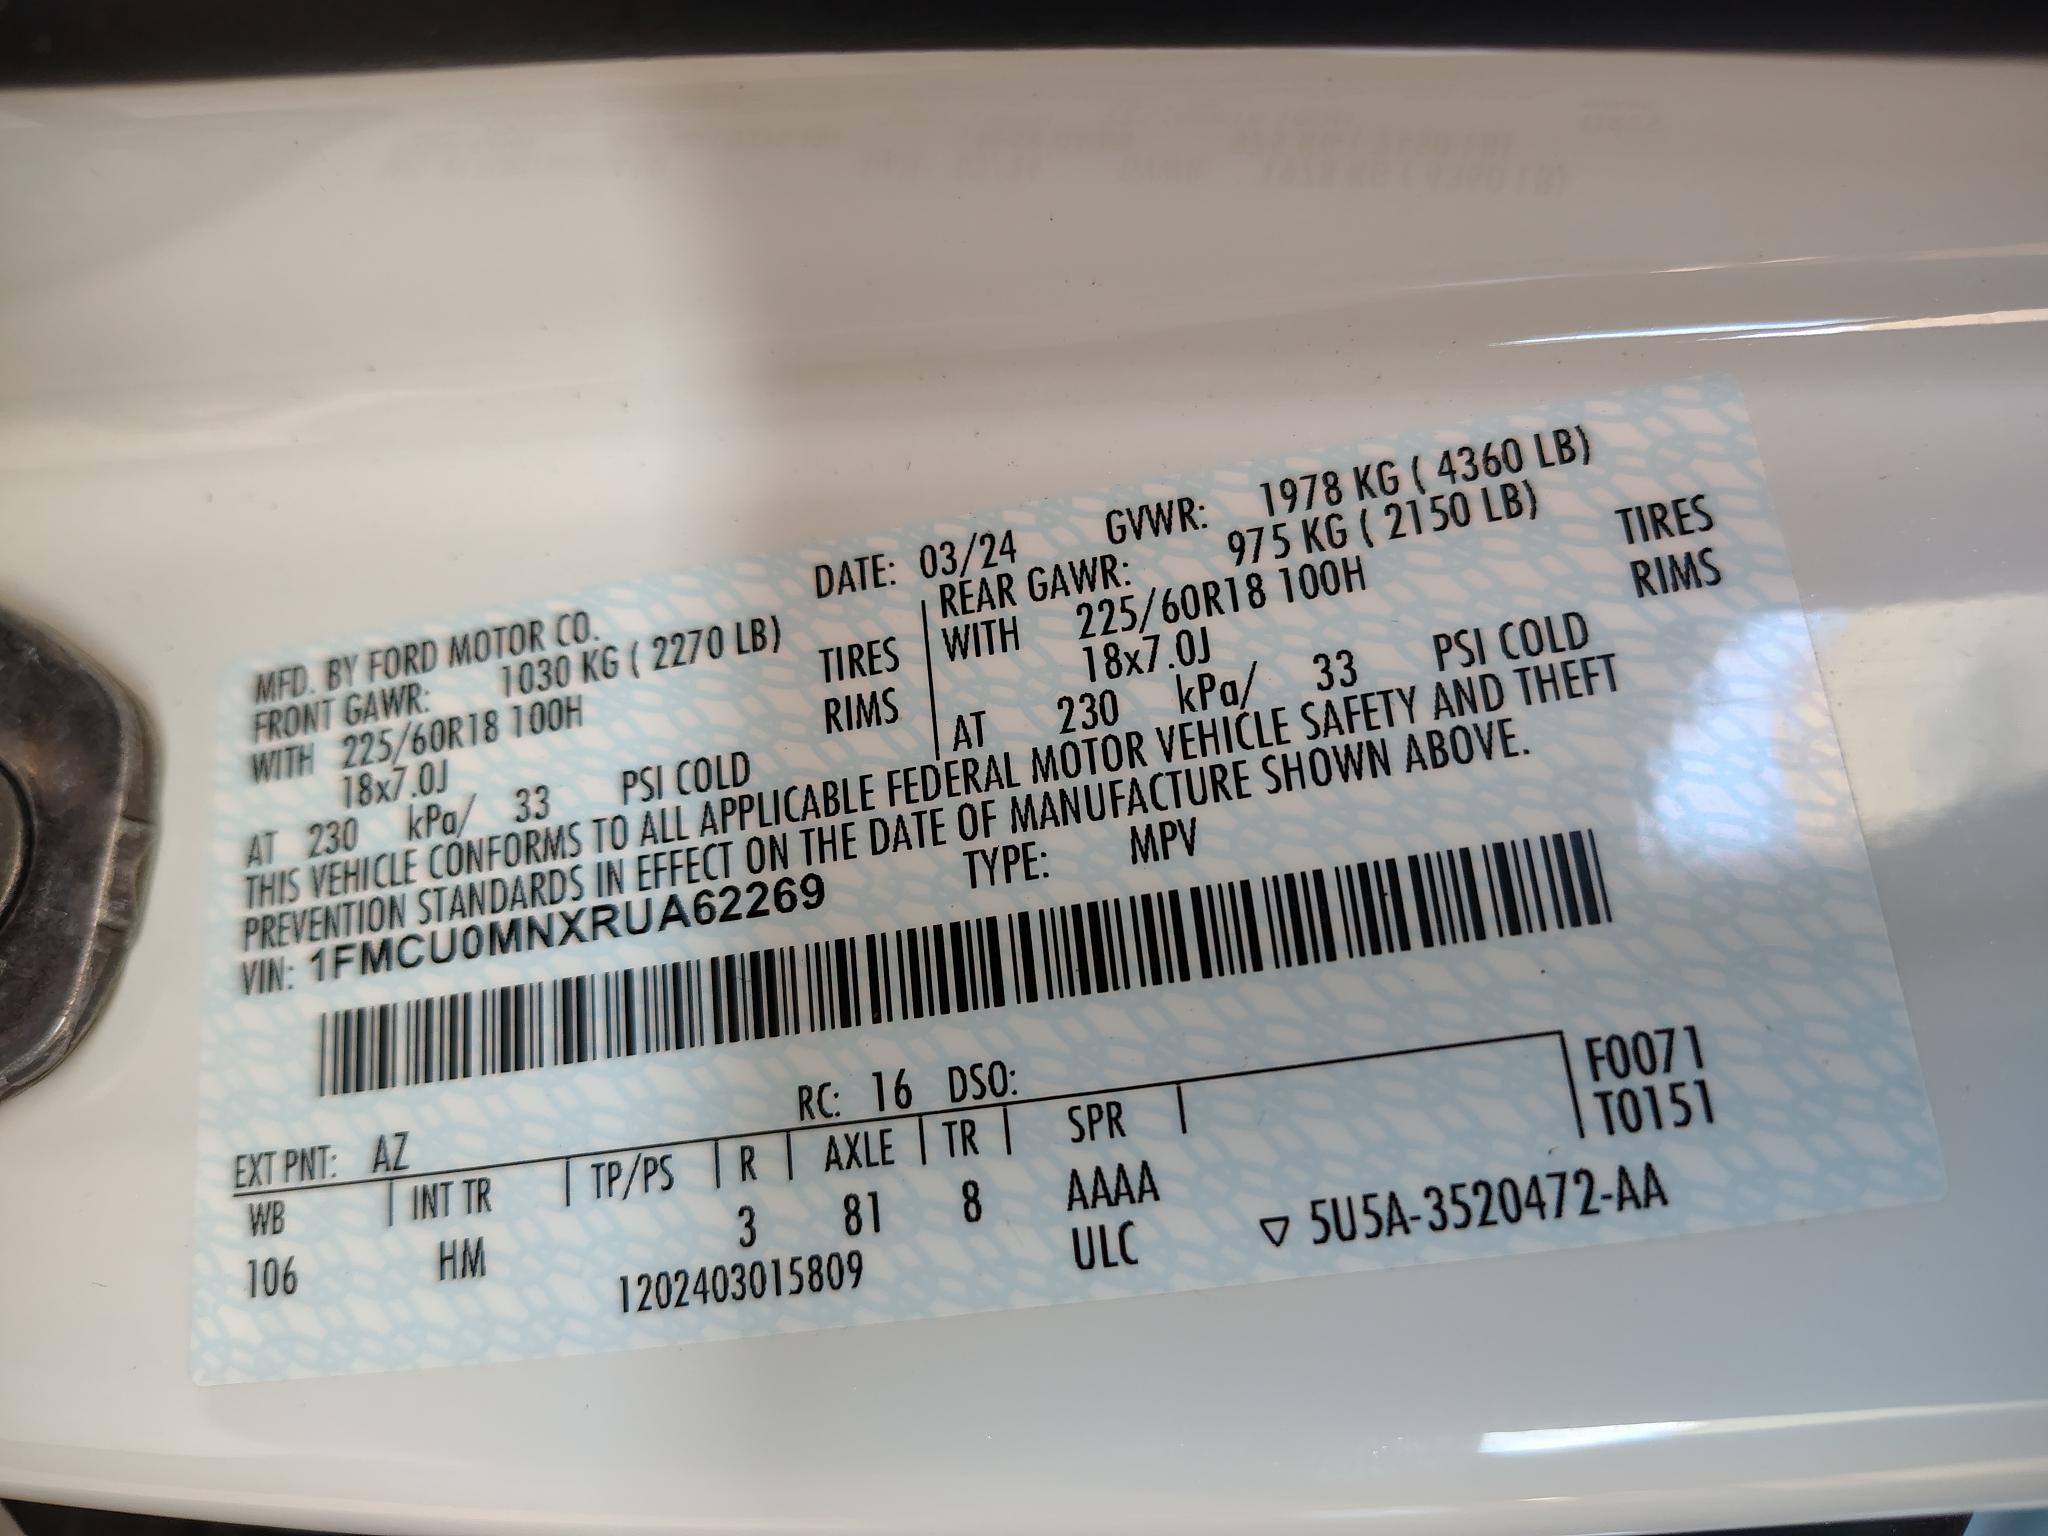 MFD. BY FORD MOTOR CO. DATE: 03/24 GVWR: 1978 KG ( 4360 LB)
FRONT GAWR: 1030 KG ( 2270 LB) REAR GAWR: 975 KG ( 2150 LB)
WITH 225/60R18 100H TIRES WITH 225/60R18 100H TIRES
18x7.0J RIMS 18x7.0J RIMS
AT 230 kPa/ 33 PSI COLD AT 230 kPa/ 33 PSI COLD
THIS VEHICLE CONFORMS TO ALL APPLICABLE FEDERAL MOTOR VEHICLE SAFETY AND THEFT
PREVENTION STANDARDS IN EFFECT ON THE DATE OF MANUFACTURE SHOWN ABOVE.
VIN: 1FMCU0MNXRUA62269 TYPE: MPV
EXT PNT: AZ RC: 16 DSO: F0071
WB INT TR TP/PS R AXLE TR SPR T0151
106 HM 3 81 8 AAAA
1202403015809 ULC ▽ 5U5A-3520472-AA